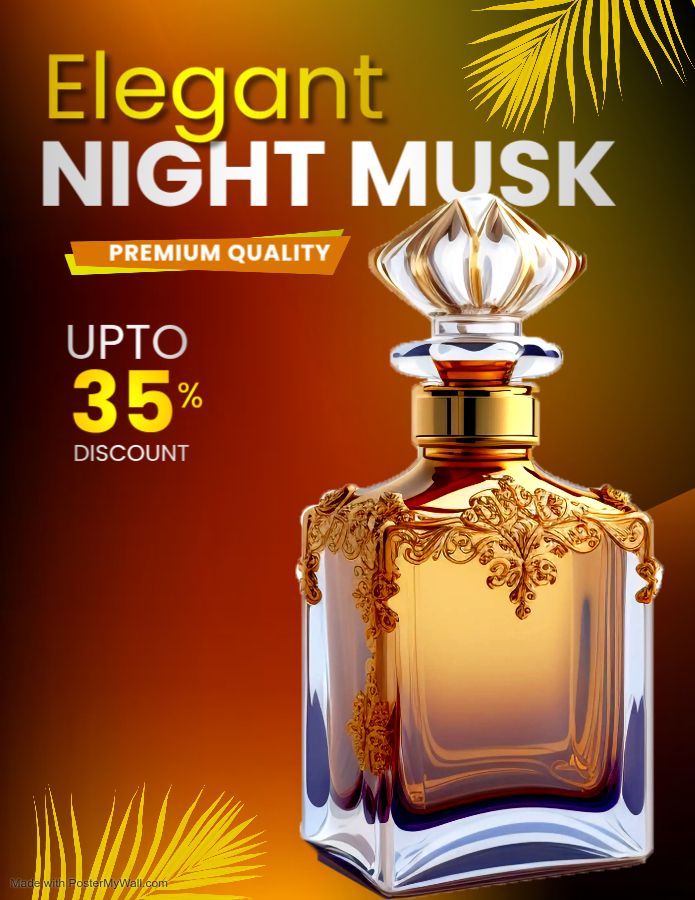 Elegant
NIGHT MUSK
PREMIUM QUALITY
UPTO
35%
DISCOUNT
Made with PosterMyWall.com